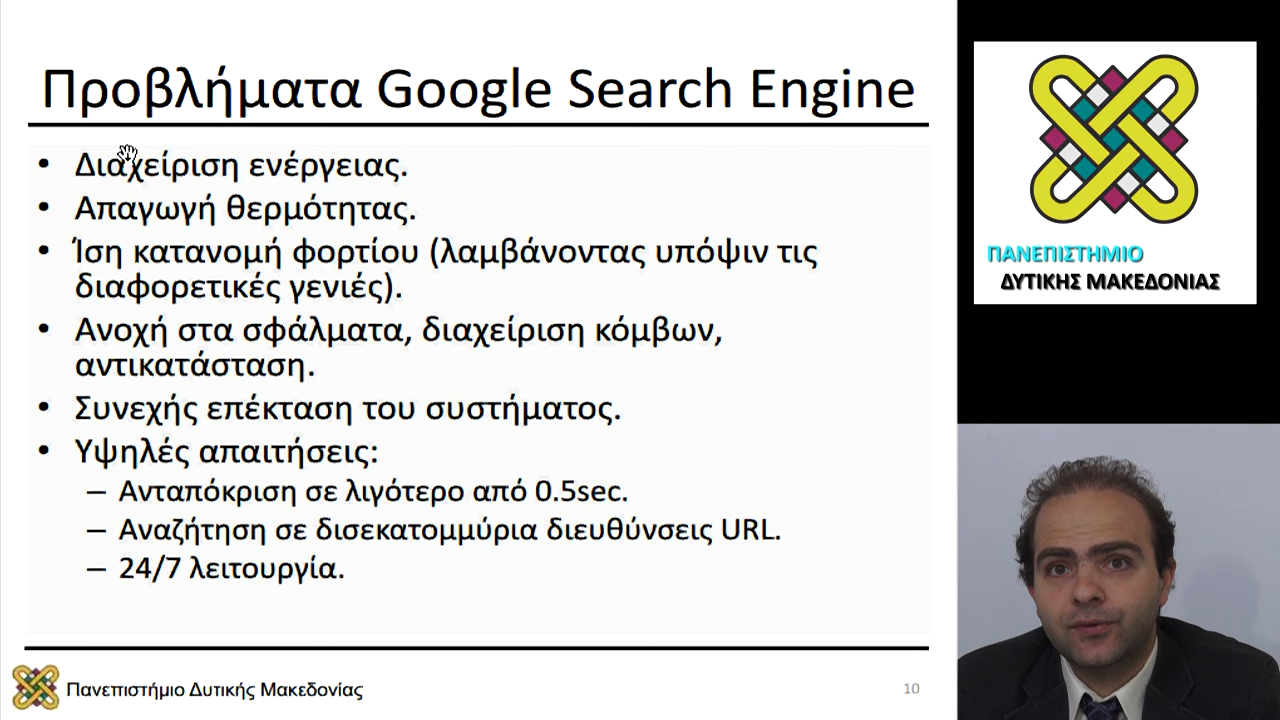 Προβλήματα Google Search Engine
• Διαχείριση ενέργειας.
• Απαγωγή θερμότητας.
• Ίση κατανομή φορτίου (λαμβάνοντας υπόψιν τις
διαφορετικές γενιές).
• Ανοχή στα σφάλματα, διαχείριση κόμβων,
αντικατάσταση.
• Συνεχής επέκταση του συστήματος.
• Υψηλές απαιτήσεις:
– Ανταπόκριση σε λιγότερο από 0.5sec.
– Αναζήτηση σε δισεκατομμύρια διευθύνσεις URL.
– 24/7 λειτουργία.
Πανεπιστήμιο Δυτικής Μακεδονίας
10
ΠΑΝΕΠΙΣΤΗΜΙΟ
ΔΥΤΙΚΗΣ ΜΑΚΕΔΟΝΙΑΣ